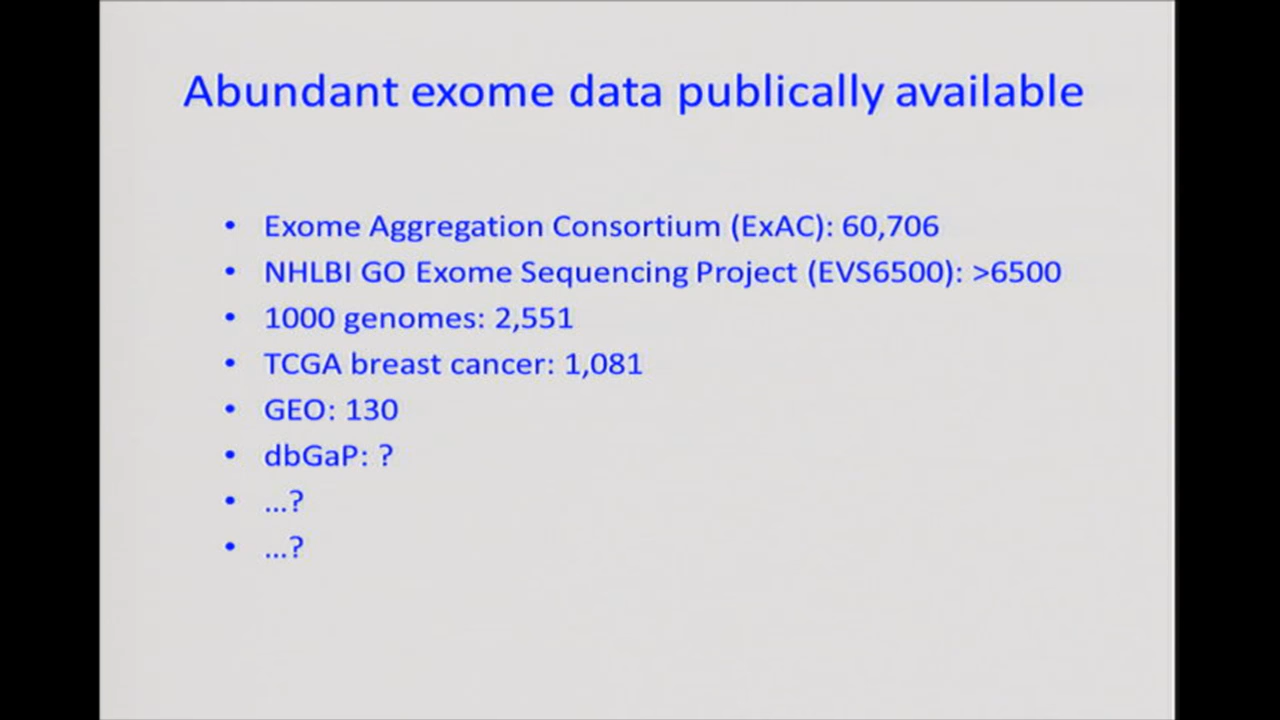 Abundant exome data publically available
• Exome Aggregation Consortium (ExAC): 60,706
• NHLBI GO Exome Sequencing Project (EVS6500): >6500
• 1000 genomes: 2,551
• TCGA breast cancer: 1,081
• GEO: 130
• dbGaP: ?
• ...?
• ...?